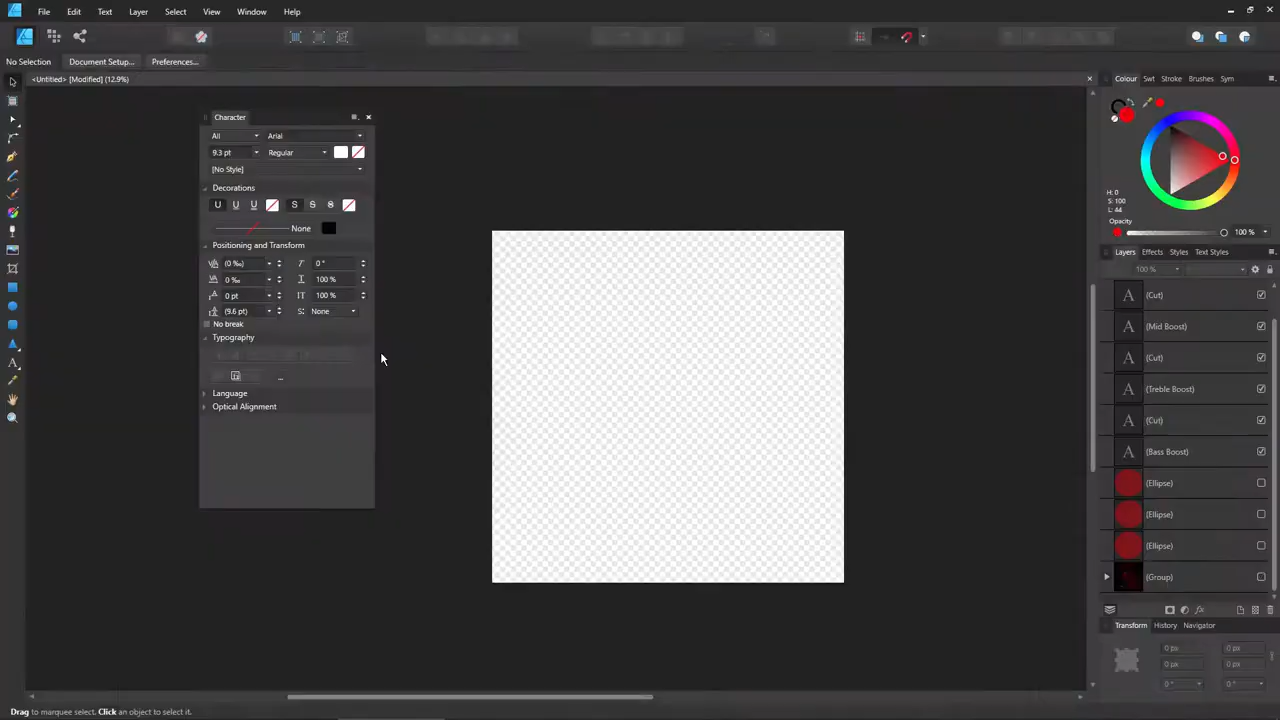 File Edit Text Layer Select View Window Help
No Selection Document Setup... Preferences...
<Untitled> [Modified] (12.9%)
Character
All Arial
9.3 pt Regular
[No Style]
Decorations
U U U S S S
None
Positioning and Transform
(0 ‰) 0 °
0 ‰ 100 %
0 pt 100 %
(9.6 pt) S: None
No break
Typography
...
Language
Optical Alignment
Colour Swt Stroke Brushes Sym
H: 0
S: 100
L: 44
Opacity
100 %
Layers Effects Styles Text Styles
100 %
(Cut)
(Mid Boost)
(Cut)
(Treble Boost)
(Cut)
(Bass Boost)
(Ellipse)
(Ellipse)
(Ellipse)
(Group)
Transform History Navigator
0 px 0 px
0 px 0 px
0 ° 0 °
Drag to marquee select. Click an object to select it.